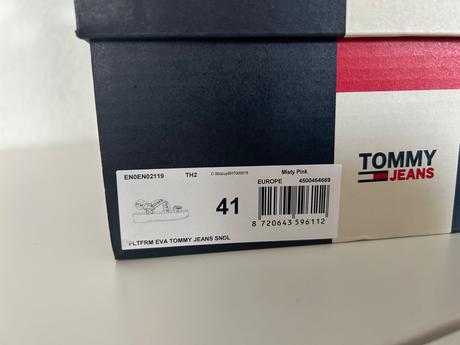 EN0EN02119 TH2 Misty Pink
EUROPE 4500464669
41
8 720643 596112
FLTFRM EVA TOMMY JEANS SNDL
TOMMY
JEANS